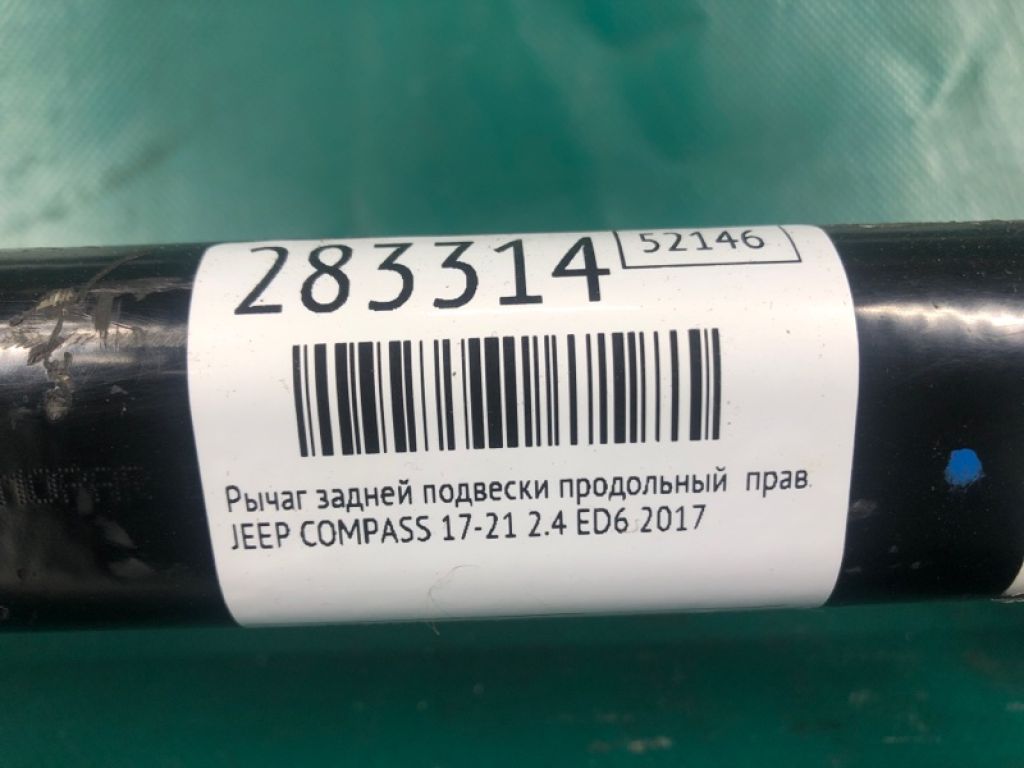 283314
52146
Рычаг задней подвески продольный прав.
JEEP COMPASS 17-21 2.4 ED6 2017